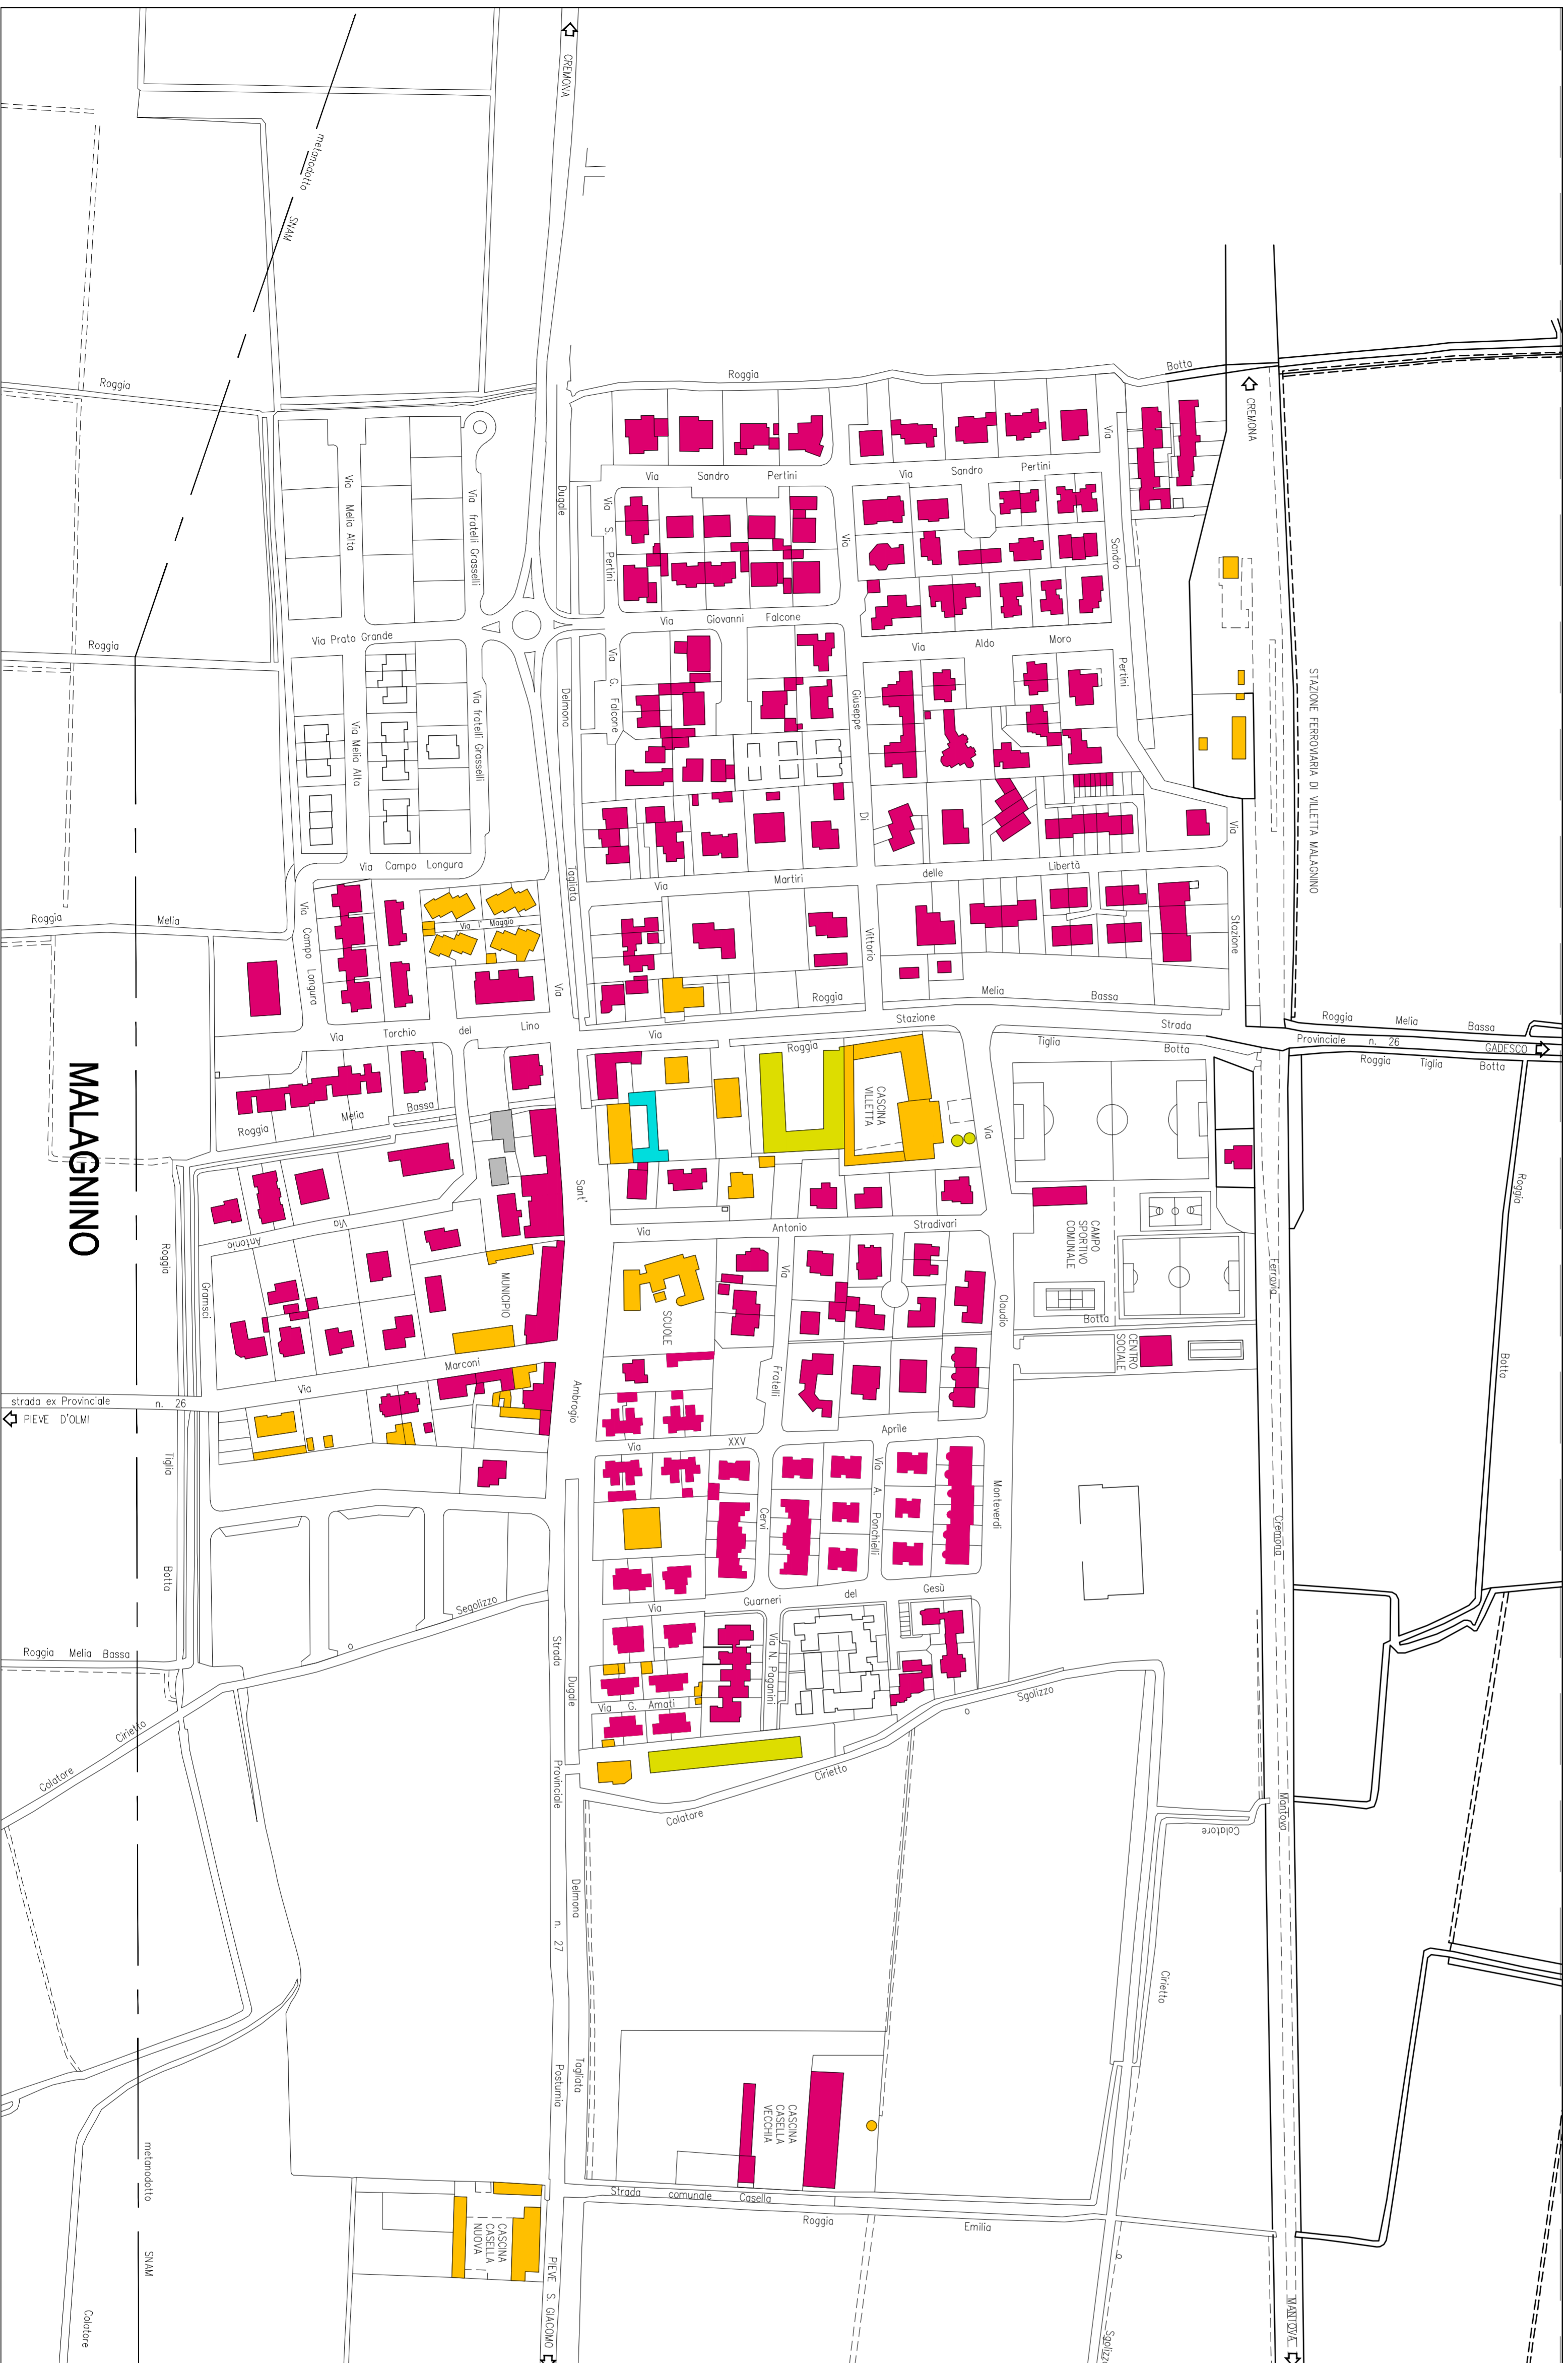 CREMONA
metanodotto
SNAM
Roggia
Roggia
Botta
CREMONA
Via Melia Alta
Via fratelli Grasselli
Dugale
Via S. Pertini
Via Sandro Pertini
Via Sandro Pertini
Via
Sandro
Pertini
Via
Giuseppe
Di
Vittorio
Via Prato Grande
Via Giovanni Falcone
Via Aldo Moro
Roggia
Via Melia Alta
Via fratelli Grasselli
Delmona
Via G. Falcone
STAZIONE FERROVIARIA DI VILLETTA MALAGNINO
Via Campo Longura
Tagliata
Via Martiri delle Libertà
Via
Stazione
Roggia Melia
Via Campo Longura
Via 1° Maggio
Via
Roggia Melia Bassa
Via Torchio del Lino
Via Stazione
Strada Provinciale n. 26
Roggia Melia Bassa
GADESCO
Roggia Tiglia Botta
Roggia
Tiglia Botta
CASCINA
VILLETTA
MALAGNINO
Roggia Melia Bassa
Sant'
Via
Claudio
Monteverdi
Via Antonio
Gramsci
MUNICIPIO
Via Antonio Stradivari
CAMPO
SPORTIVO
COMUNALE
Roggia
Botta
Ferrovia
Cremona
Mantova
Botta
CENTRO
SOCIALE
SCUOLE
Via
Fratelli
Cervi
Roggia
Tiglia
Botta
Via Marconi
strada ex Provinciale n. 26
PIEVE D'OLMI
Ambrogio
Via XXV Aprile
Via A. Ponchielli
Segolizzo
o
Via Guarneri del Gesù
Via N. Paganini
Via G. Amati
Roggia Melia Bassa
Strada
Dugale
Sgolizzo
o
Cirietto
Colatore
Cirietto
Colatore
Colatore
Cirietto
Provinciale
Delmona
n. 27
Tagliata
Postumia
CASCINA
CASELLA
VECCHIA
Strada comunale Casella
Roggia Emilia
o
Sgolizzo
metanodotto
SNAM
Colatore
CASCINA
CASELLA
NUOVA
PIEVE S. GIACOMO
MANTOVA